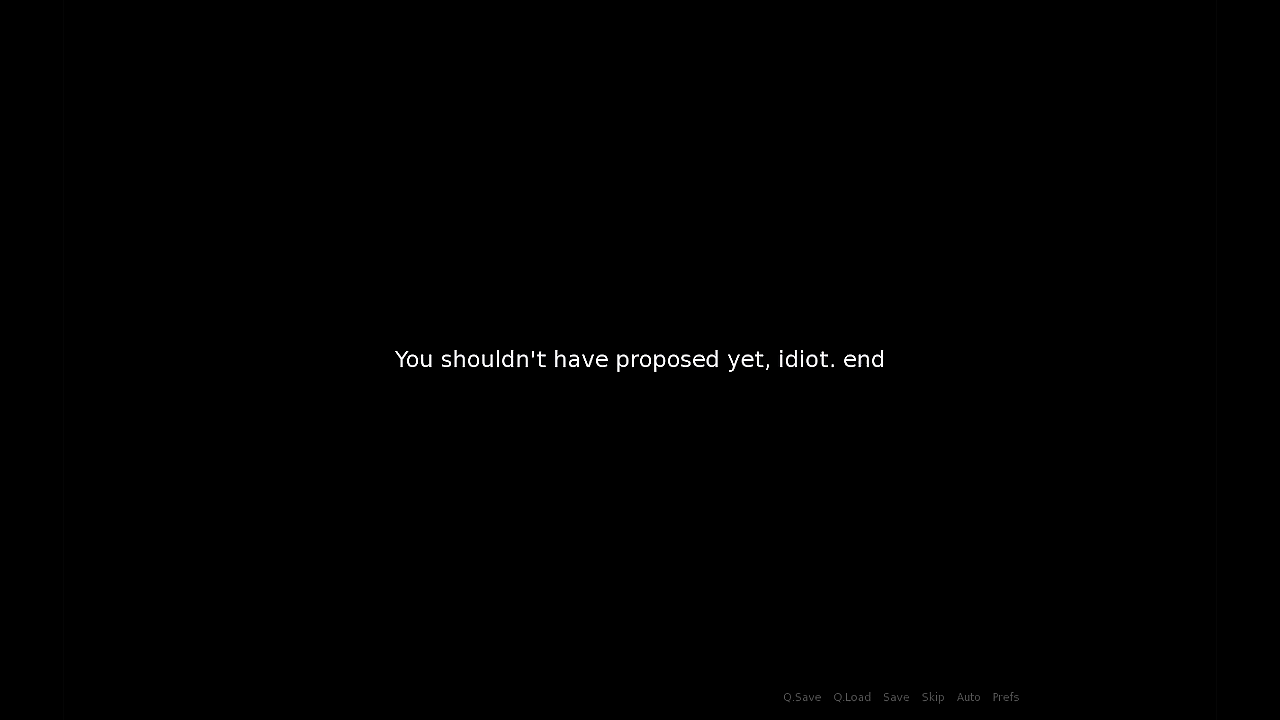 You shouldn't have proposed yet, idiot. end
Q.Save Q.Load Save Skip Auto Prefs